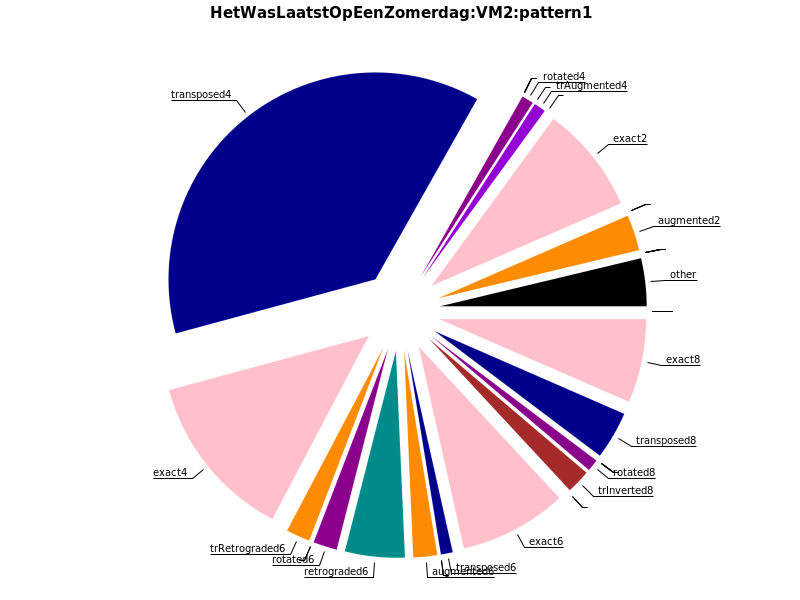 HetWasLaatstOpEenZomerdag:VM2:pattern1
rotated4
trAugmented4
transposed4
exact2
augmented2
other
exact8
transposed8
rotated8
trInverted8
exact6
transposed6
augmented6
retrograded6
rotated6
trRetrograded6
exact4